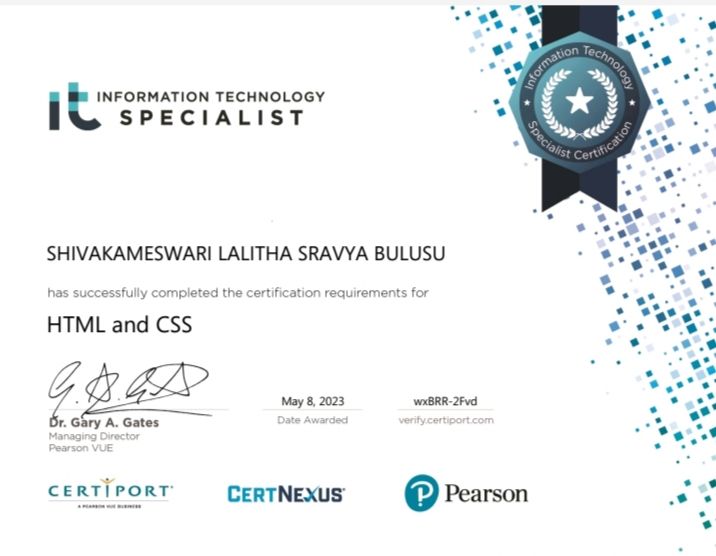 it INFORMATION TECHNOLOGY
SPECIALIST
Information Technology
Specialist Certification
SHIVAKAMESWARI LALITHA SRAVYA BULUSU
has successfully completed the certification requirements for
HTML and CSS
Dr. Gary A. Gates
Managing Director
Pearson VUE
May 8, 2023
Date Awarded
wxBRR-2Fvd
verify.certiport.com
CERTIPORT
A PEARSON VUE BUSINESS
CERTNEXUS
P Pearson